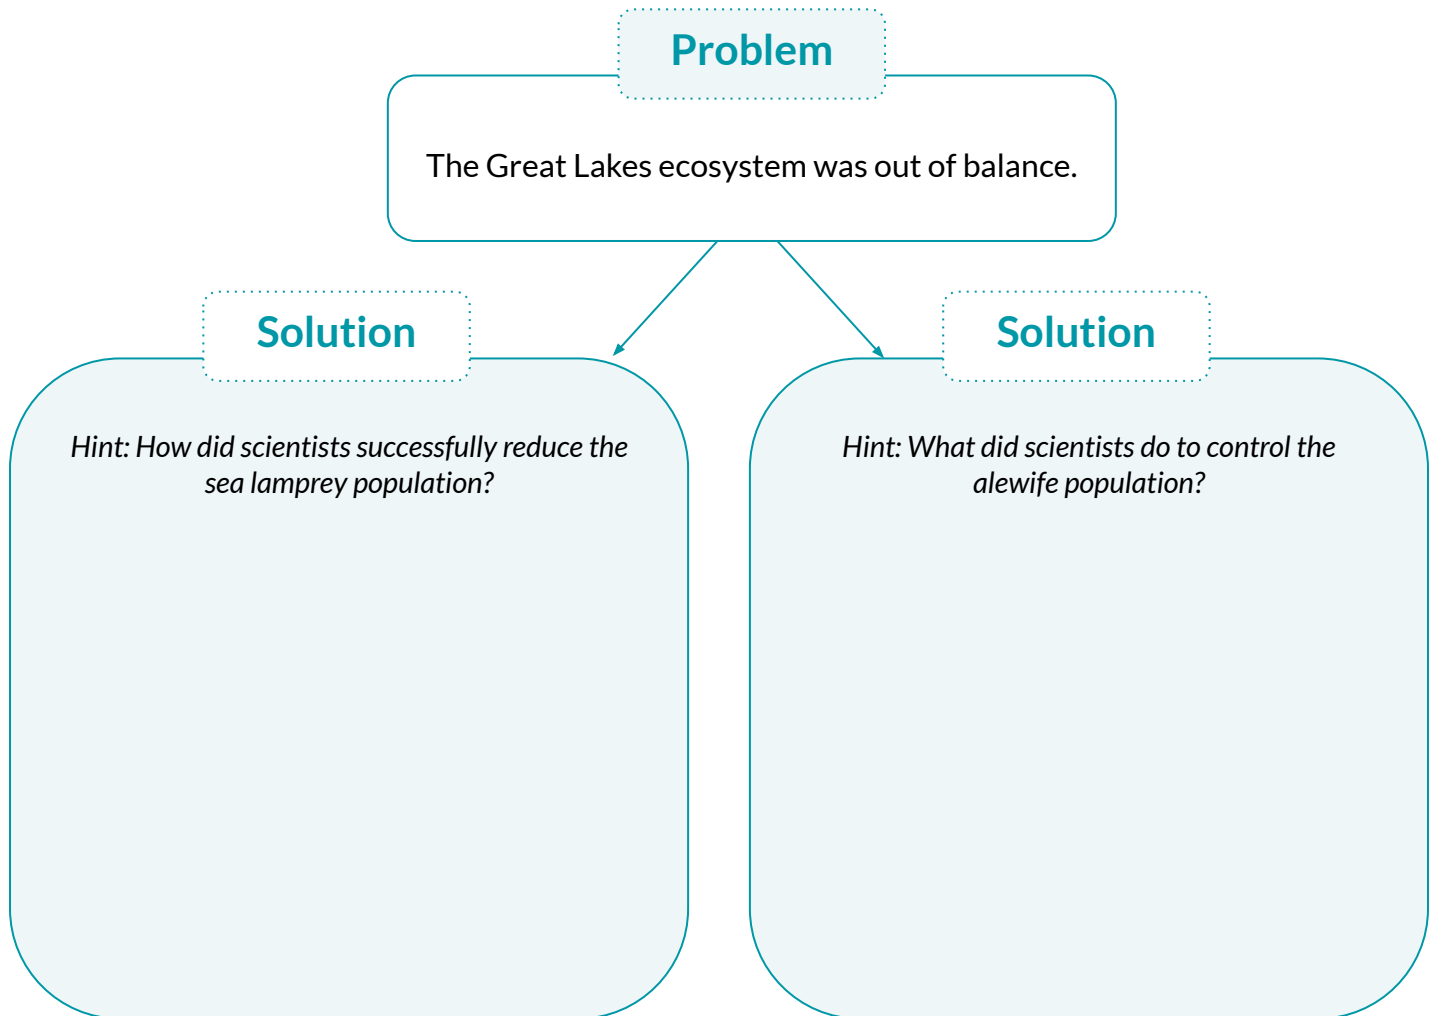 Problem
The Great Lakes ecosystem was out of balance.
Solution
Hint: How did scientists successfully reduce the
sea lamprey population?
Solution
Hint: What did scientists do to control the
alewife population?